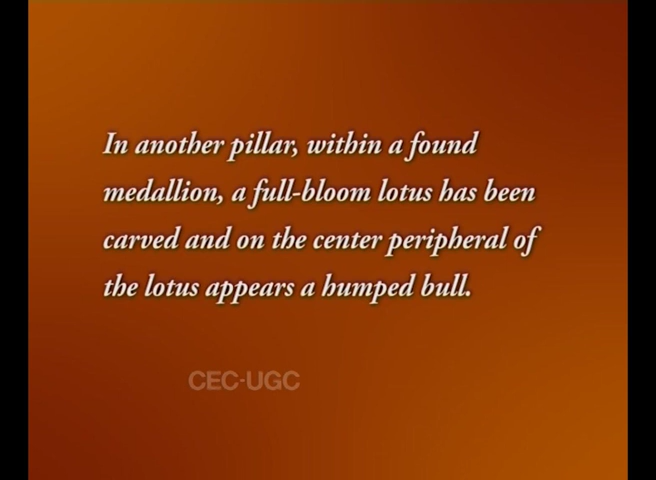 In another pillar, within a found
medallion, a full-bloom lotus has been
carved and on the center peripheral of
the lotus appears a humped bull.
CEC-UGC